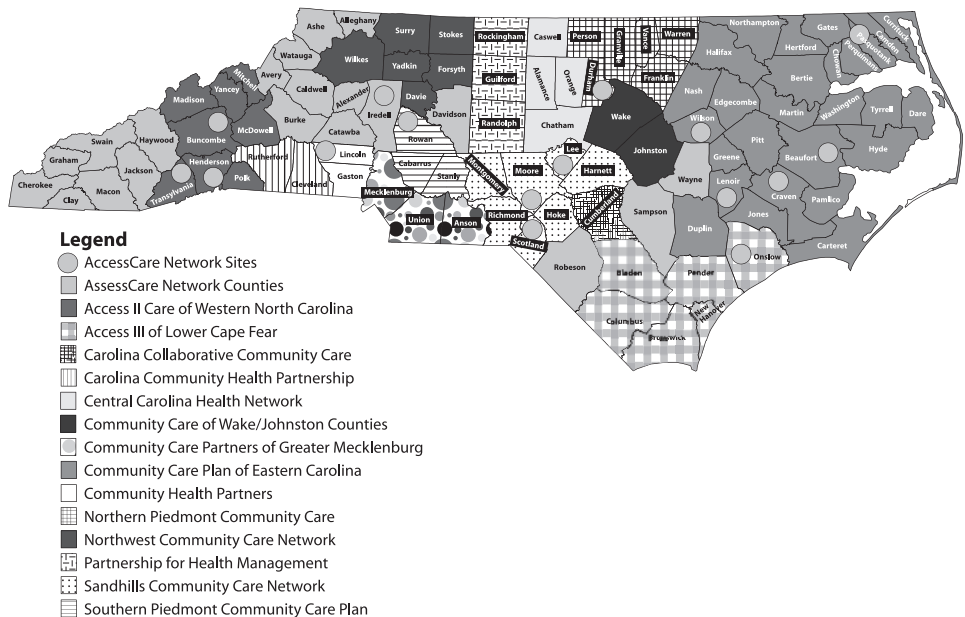 Ashe
Alleghany
Surry
Stokes
Rockingham
Caswell
Person
Granville
Vance
Warren
Northampton
Gates
Currituck
Camden
Pasquotank
Perquimans
Chowan
Hertford
Halifax
Watauga
Wilkes
Yadkin
Forsyth
Guilford
Alamance
Orange
Durham
Franklin
Bertie
Nash
Edgecombe
Mitchell
Avery
Yancey
Madison
Caldwell
Alexander
Davie
Iredell
Davidson
Randolph
Chatham
Wake
Wilson
Martin
Washington
Tyrrell
Dare
Burke
McDowell
Buncombe
Haywood
Swain
Catawba
Rowan
Lee
Johnston
Pitt
Beaufort
Hyde
Greene
Graham
Jackson
Henderson
Rutherford
Lincoln
Cabarrus
Montgomery
Moore
Harnett
Wayne
Lenoir
Craven
Pamlico
Cherokee
Macon
Clay
Transylvania
Polk
Cleveland
Gaston
Mecklenburg
Stanly
Union
Anson
Richmond
Hoke
Cumberland
Sampson
Duplin
Jones
Carteret
Scotland
Robeson
Bladen
Pender
Onslow
Columbus
New
Hanover
Brunswick
Legend
AccessCare Network Sites
AssessCare Network Counties
Access II Care of Western North Carolina
Access III of Lower Cape Fear
Carolina Collaborative Community Care
Carolina Community Health Partnership
Central Carolina Health Network
Community Care of Wake/Johnston Counties
Community Care Partners of Greater Mecklenburg
Community Care Plan of Eastern Carolina
Community Health Partners
Northern Piedmont Community Care
Northwest Community Care Network
Partnership for Health Management
Sandhills Community Care Network
Southern Piedmont Community Care Plan